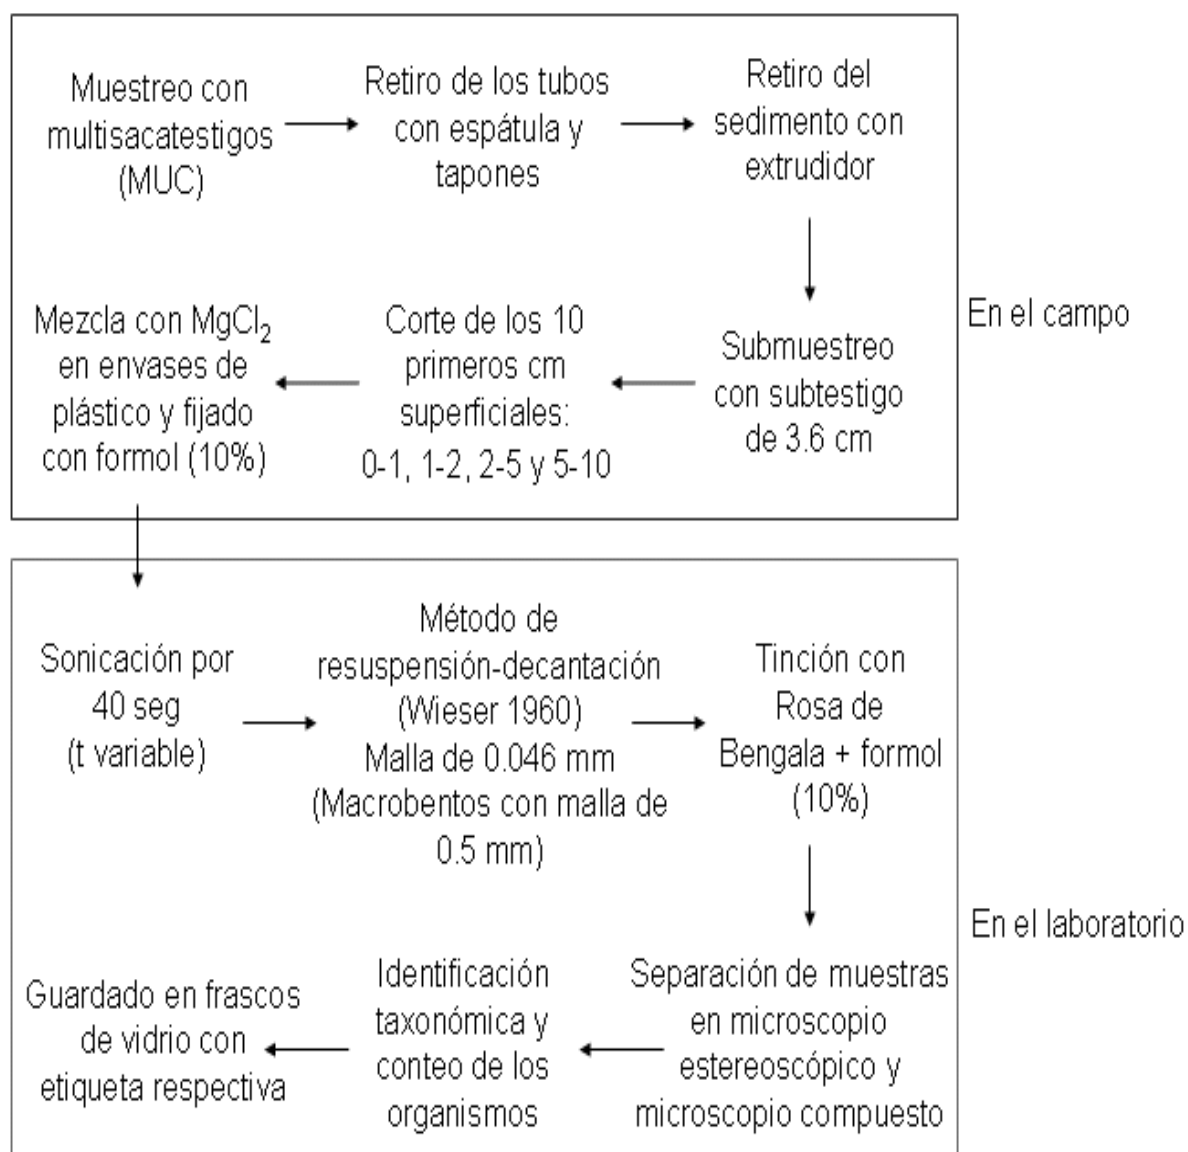 Muestreo con
multisacatestigos
(MUC)
Retiro de los tubos
con espátula y
tapones
Retiro del
sedimento con
extrudidor
Submuestreo
con subtestigo
de 3.6 cm
Corte de los 10
primeros cm
superficiales:
0-1, 1-2, 2-5 y 5-10
Mezcla con MgCl₂
en envases de
plástico y fijado
con formol (10%)
En el campo
Sonicación por
40 seg
(t variable)
Método de
resuspensión-decantación
(Wieser 1960)
Malla de 0.046 mm
(Macrobentos con malla de
0.5 mm)
Tinción con
Rosa de
Bengala + formol
(10%)
Separación de muestras
en microscopio
estereoscópico y
microscopio compuesto
Identificación
taxonómica y
conteo de los
organismos
Guardado en frascos
de vidrio con
etiqueta respectiva
En el laboratorio